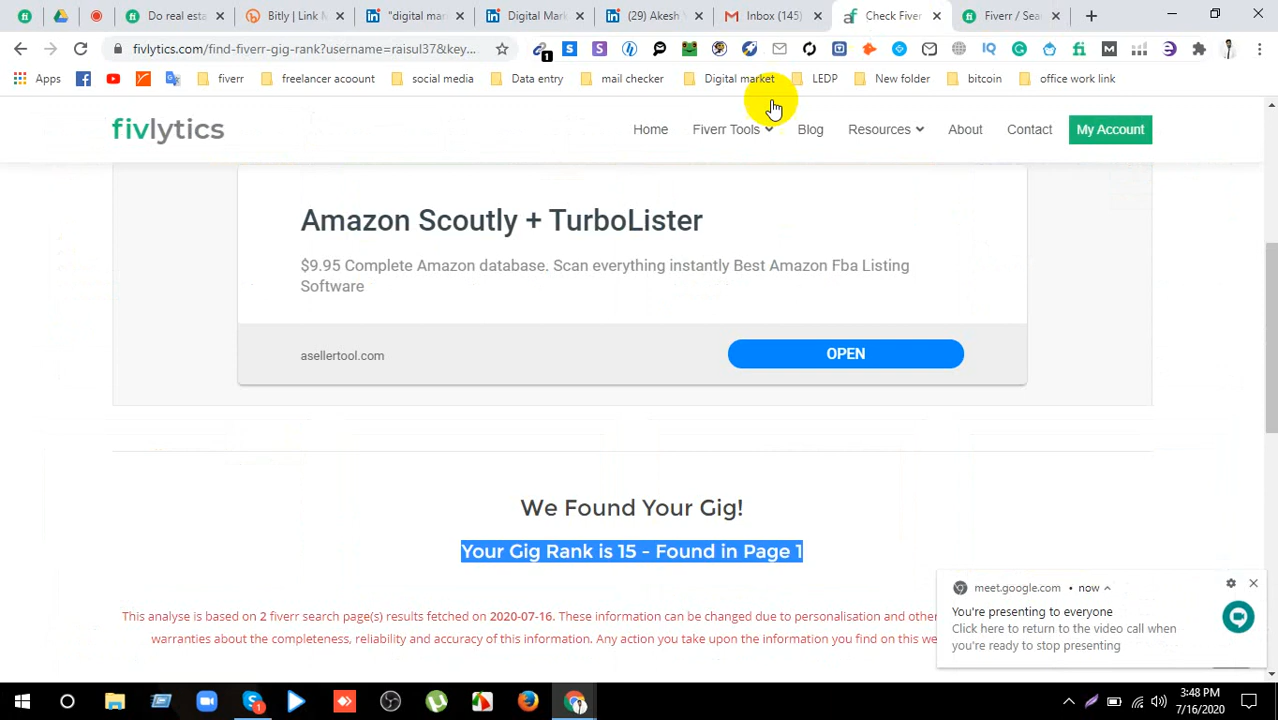 Do real esta
Bitly | Link M
"digital mar
Digital Mark
(29) Akesh Y
Inbox (145)
Check Fiver
Fiverr / Sea
fivlytics.com/find-fiverr-gig-rank?username=raisul37&key...
1
Apps
fiverr
freelancer acount
social media
Data entry
mail checker
Digital market
LEDP
New folder
bitcoin
office work link
fivlytics
Home
Fiverr Tools
Blog
Resources
About
Contact
My Account
Amazon Scoutly + TurboLister
$9.95 Complete Amazon database. Scan everything instantly Best Amazon Fba Listing
Software
asellertool.com
OPEN
We Found Your Gig!
Your Gig Rank is 15 - Found in Page 1
This analyse is based on 2 fiverr search page(s) results fetched on 2020-07-16. These information can be changed due to personalisation and other
warranties about the completeness, reliability and accuracy of this information. Any action you take upon the information you find on this we
meet.google.com • now
You're presenting to everyone
Click here to return to the video call when
you're ready to stop presenting
3:48 PM
7/16/2020